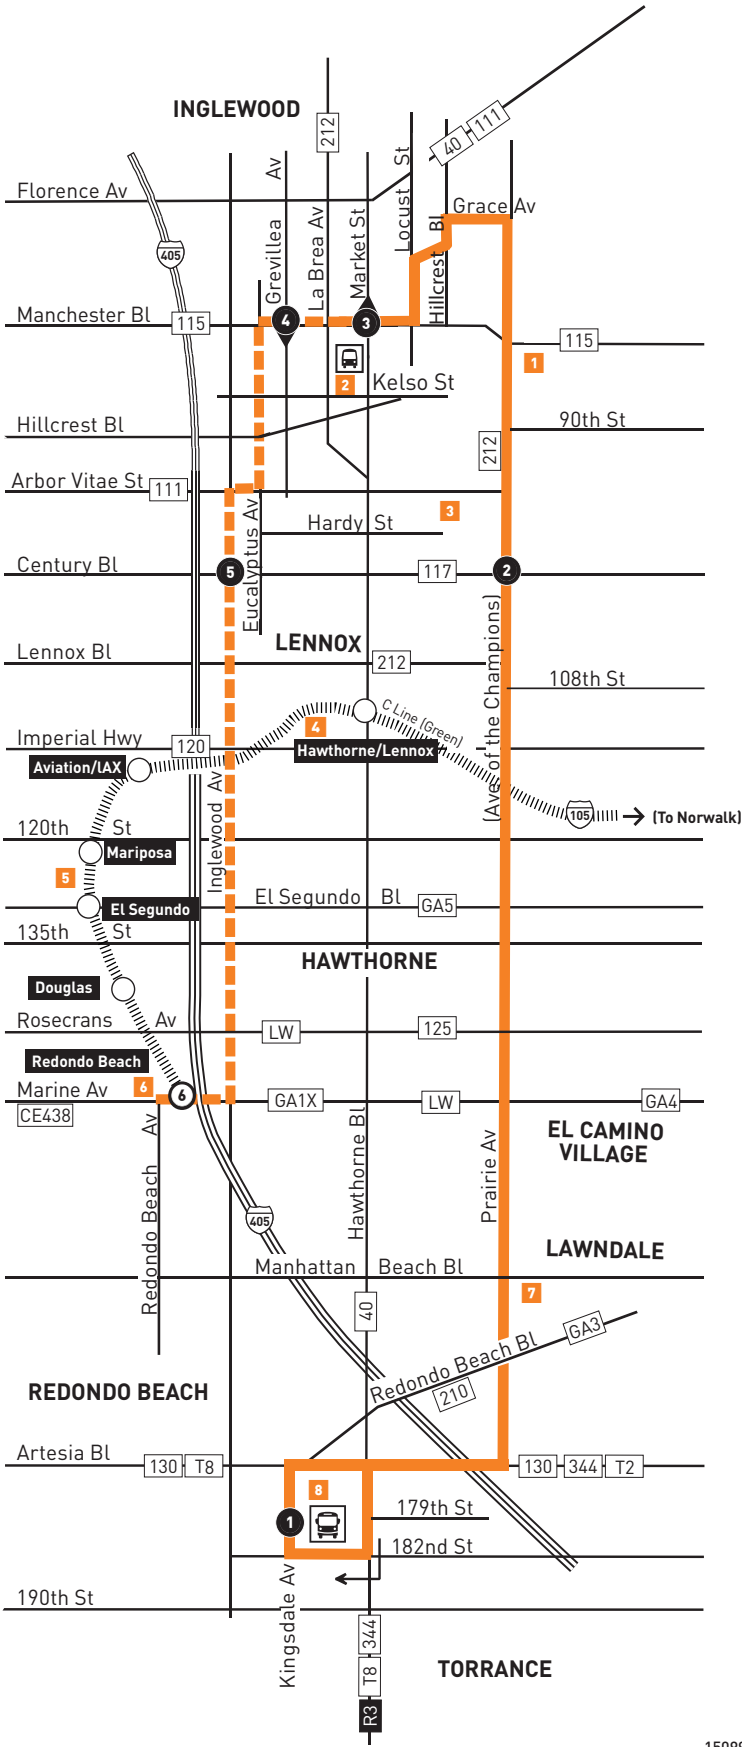 INGLEWOOD
212
40
111
Florence Av
Grevillea Av
La Brea Av
Market St
Locust St
Hillcrest Bl
Grace Av
405
Manchester Bl
115
4
3
115
1
2
Kelso St
Hillcrest Bl
90th St
212
Arbor Vitae St
111
3
Eucalyptus Av
Hardy St
Century Bl
5
117
2
LENNOX
Lennox Bl
212
(Ave of the Champions)
108th St
C Line (Green)
4
Imperial Hwy
120
Hawthorne/Lennox
Aviation/LAX
Inglewood Av
105
(To Norwalk)
120th St
Mariposa
5
El Segundo Bl
GA5
El Segundo
135th St
HAWTHORNE
Douglas
Rosecrans Av
LW
125
Redondo Beach
6
6
Marine Av
CE438
GA1X
LW
GA4
Redondo Beach Av
Hawthorne Bl
Prairie Av
EL CAMINO
VILLAGE
405
LAWNDALE
Manhattan Beach Bl
7
40
Redondo Beach Bl
GA3
210
REDONDO BEACH
Artesia Bl
130
T8
130
344
T2
8
1
179th St
182nd St
Kingsdale Av
190th St
344
T8
R3
TORRANCE